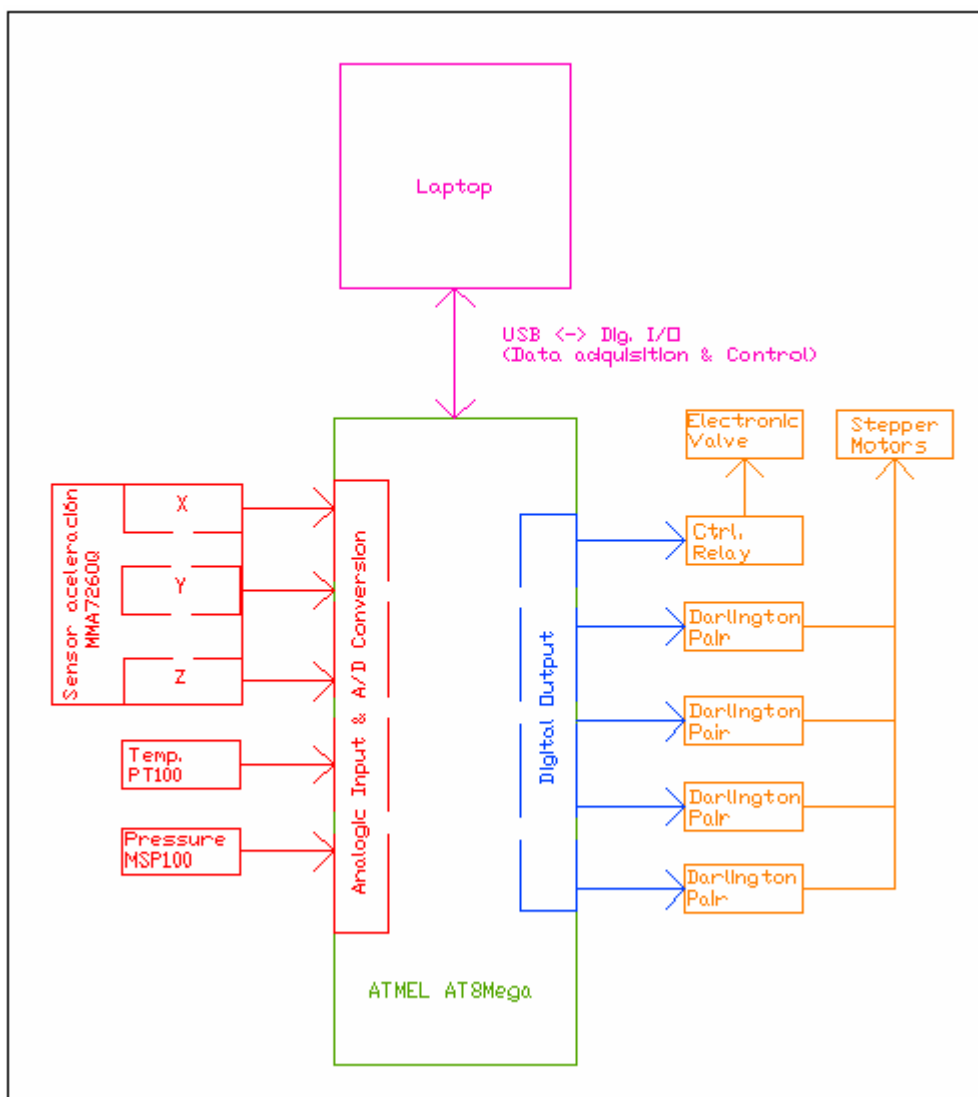 Laptop
USB <-> Dig. I/O
(Data adquisition & Control)
Electronic
Valve
Stepper
Motors
Sensor aceleración
MMA7260Q
X
Y
Z
Temp.
PT100
Pressure
MSP100
Analogic Input & A/D Conversion
Digital Output
Ctrl.
Relay
Darlington
Pair
Darlington
Pair
Darlington
Pair
Darlington
Pair
ATMEL AT8Mega